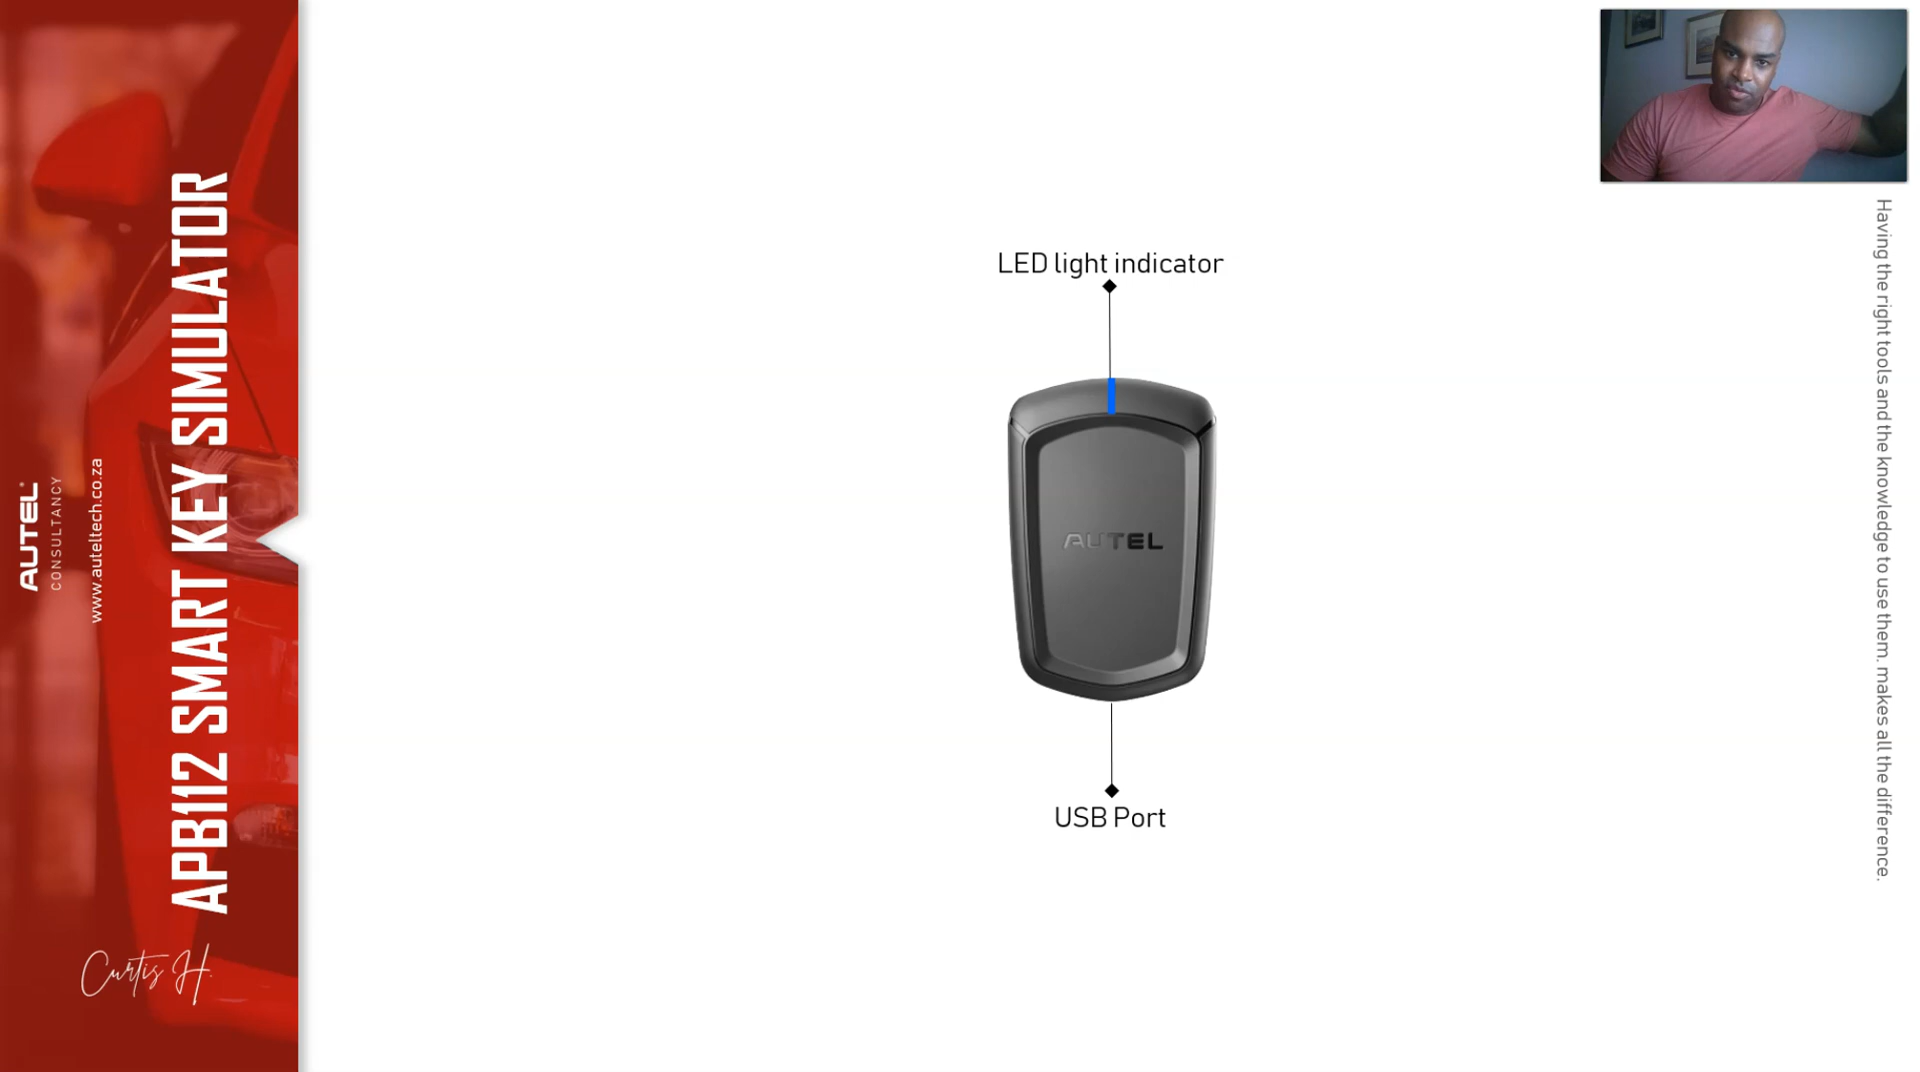 AUTEL
CONSULTANCY
www.auteltech.co.za
APB112 SMART KEY SIMULATOR
Curtis H.
LED light indicator
AUTEL
USB Port
Having the right tools and the knowledge to use them, makes all the difference.